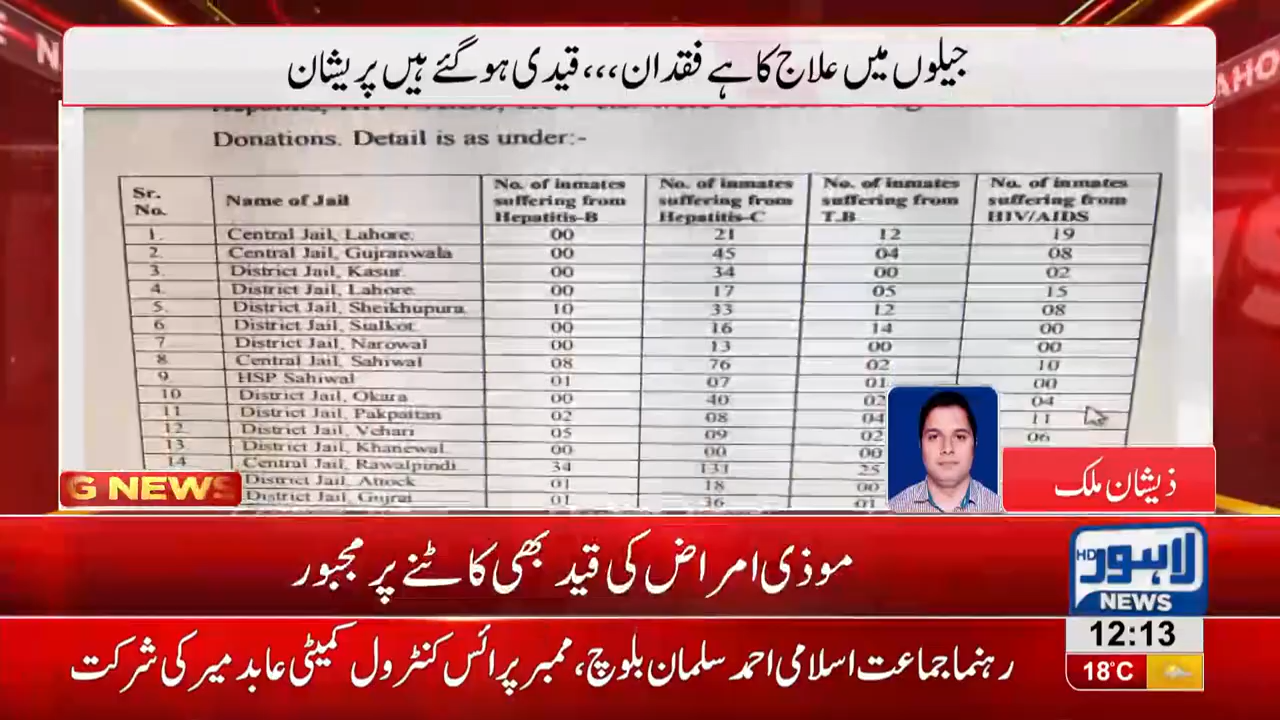 جیلوں میں علاج کا ہے فقدان،،،قیدی ہو گئے ہیں پریشان
Donations. Detail is as under:-
Sr. No. Name of Jail No. of inmates suffering from Hepatitis-B No. of inmates suffering from Hepatitis-C No. of inmates suffering from T.B No. of inmates suffering from HIV/AIDS
1. Central Jail, Lahore. 00 21 12 19
2. Central Jail, Gujranwala 00 45 04 08
3. District Jail, Kasur. 00 34 00 02
4. District Jail, Lahore 00 17 05 15
5. District Jail, Sheikhupura 10 33 12 08
6 District Jail, Sialkot 00 16 14 00
7 District Jail, Narowal 00 13 00 00
8 Central Jail, Sahiwal 08 76 02 10
9. HSP Sahiwal 01 07 01 00
10 District Jail, Okara 00 40 02 04
11 District Jail, Pakpattan 02 08 04 11
12. District Jail, Vehari 05 09 02 06
13 District Jail, Khanewal 00 00 00
14 Central Jail, Rawalpindi 34 131 25
District Jail, Attock 01 18 00
District Jail, Gujrat 01 36 01
G NEWS
ذیشان ملک
موذی امراض کی قید بھی کاٹنے پر مجبور
HD لاہور
NEWS
12:13
رہنما جماعت اسلامی احمد سلمان بلوچ، ممبر پرائس کنٹرول کمیٹی عابد میر کی شرکت
18°C